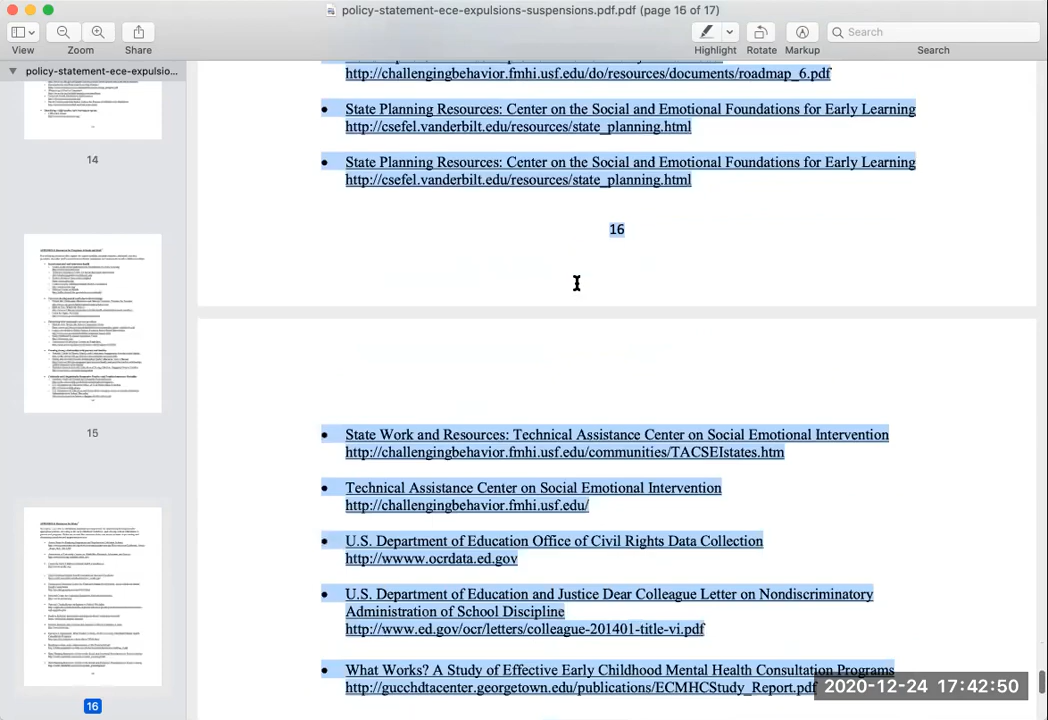 policy-statement-ece-expulsions-suspensions.pdf.pdf (page 16 of 17)
View
Zoom
Share
Highlight
Rotate
Markup
Search
Search
policy-statement-ece-expulsio...
14
15
16
http://challengingbehavior.fmhi.usf.edu/do/resources/documents/roadmap_6.pdf
• State Planning Resources: Center on the Social and Emotional Foundations for Early Learning
http://csefel.vanderbilt.edu/resources/state_planning.html
• State Planning Resources: Center on the Social and Emotional Foundations for Early Learning
http://csefel.vanderbilt.edu/resources/state_planning.html
16
• State Work and Resources: Technical Assistance Center on Social Emotional Intervention
http://challengingbehavior.fmhi.usf.edu/communities/TACSEIstates.htm
• Technical Assistance Center on Social Emotional Intervention
http://challengingbehavior.fmhi.usf.edu/
• U.S. Department of Education Office of Civil Rights Data Collection
http://wwww.ocrdata.ed.gov
• U.S. Department of Education and Justice Dear Colleague Letter on Nondiscriminatory
Administration of School Discipline
http://www.ed.gov/ocr/letters/colleague-201401-title-vi.pdf
• What Works? A Study of Effective Early Childhood Mental Health Consultation Programs
http://gucchdtacenter.georgetown.edu/publications/ECMHCStudy_Report.pdf
2020-12-24 17:42:50